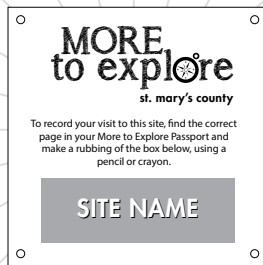 MORE
to explore
st. mary's county
To record your visit to this site, find the correct
page in your More to Explore Passport and
make a rubbing of the box below, using a
pencil or crayon.
SITE NAME